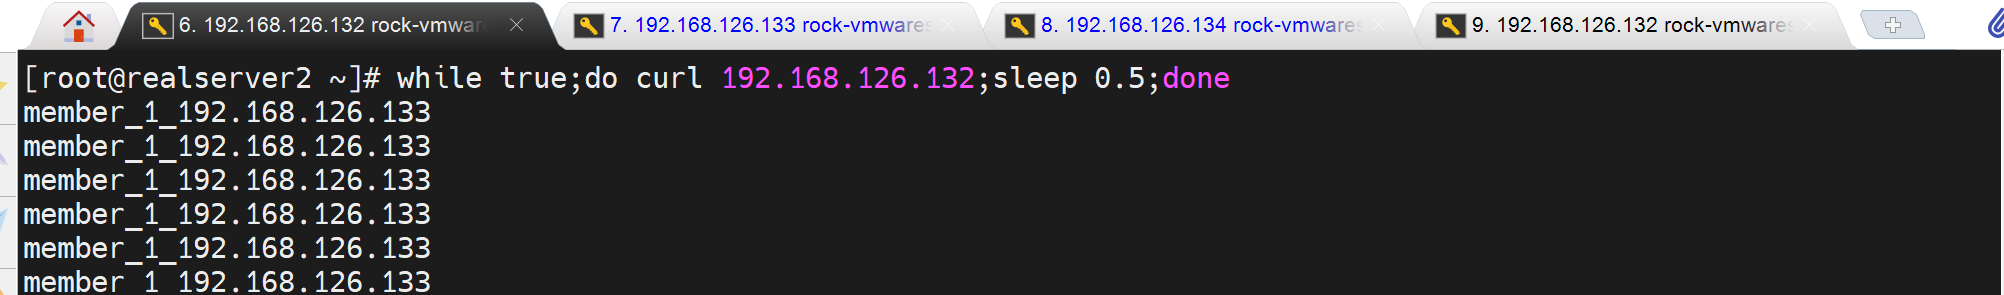 6. 192.168.126.132 rock-vmwa
7. 192.168.126.133 rock-vmwares
8. 192.168.126.134 rock-vmwares
9. 192.168.126.132 rock-vmwares
[root@realserver2 ~]# while true;do curl 192.168.126.132;sleep 0.5;done
member_1_192.168.126.133
member_1_192.168.126.133
member_1_192.168.126.133
member_1_192.168.126.133
member_1_192.168.126.133
member_1_192.168.126.133